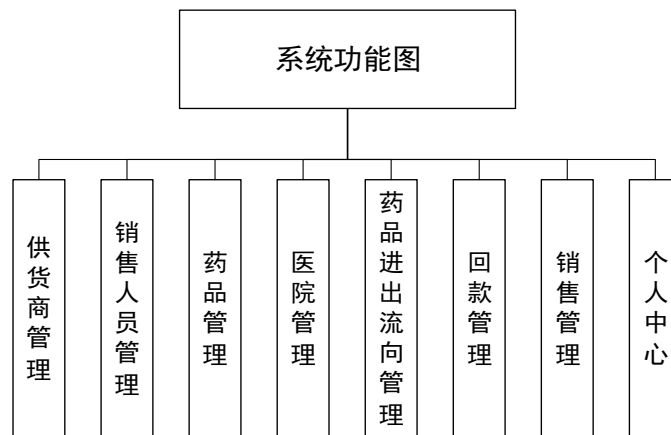 系统功能图
供货商管理
销售人员管理
药品管理
医院管理
药品进出流向管理
回款管理
销售管理
个人中心